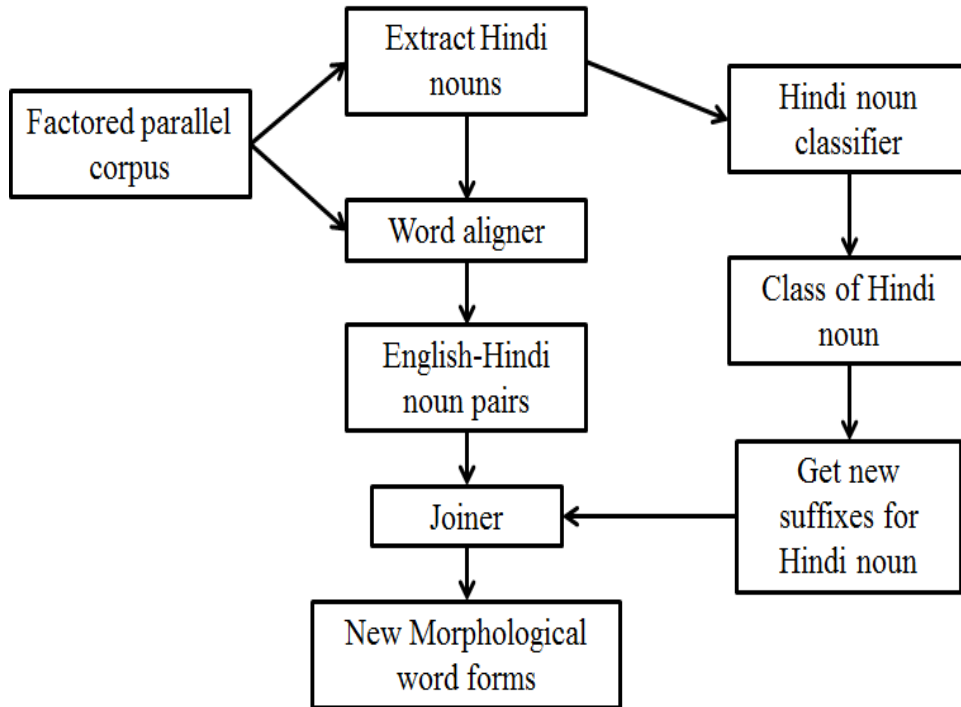 Extract Hindi
nouns
Factored parallel
corpus
Hindi noun
classifier
Word aligner
Class of Hindi
noun
English-Hindi
noun pairs
Get new
suffixes for
Hindi noun
Joiner
New Morphological
word forms